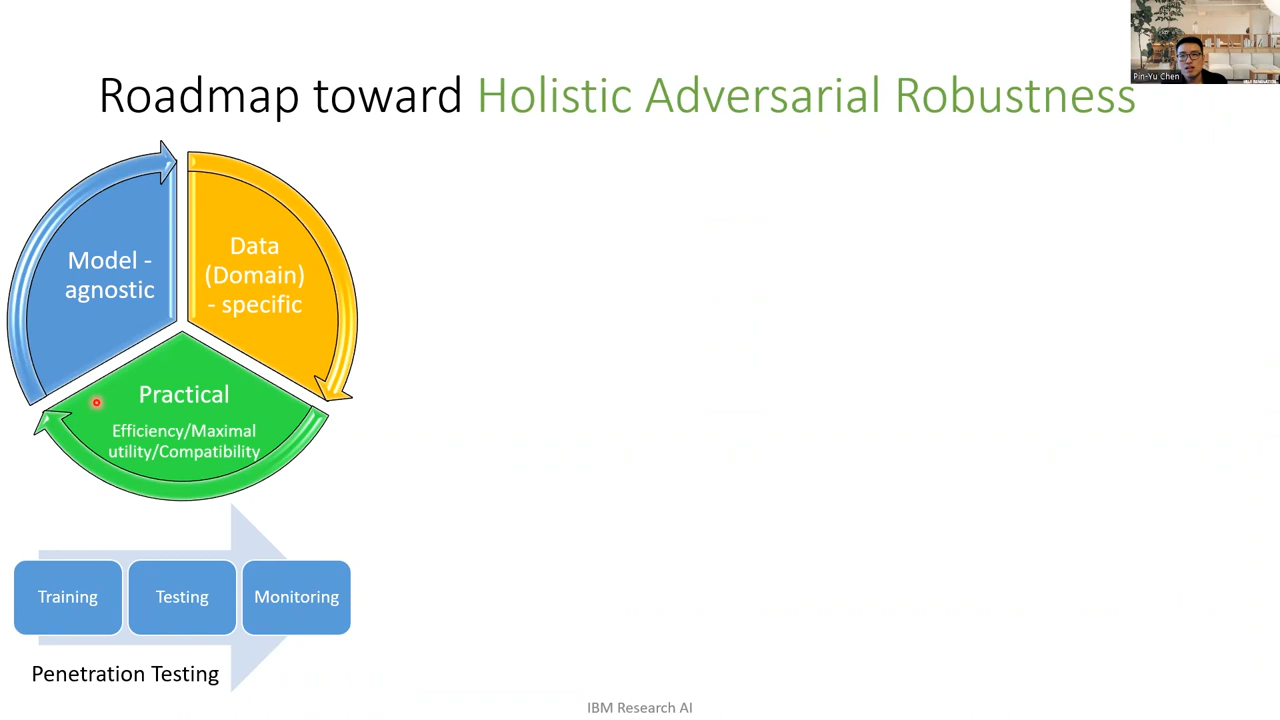 Pin-Yu Chen
Roadmap toward Holistic Adversarial Robustness
Model -
agnostic
Data
(Domain)
- specific
Practical
Efficiency/Maximal
utility/Compatibility
Training
Testing
Monitoring
Penetration Testing
IBM Research AI